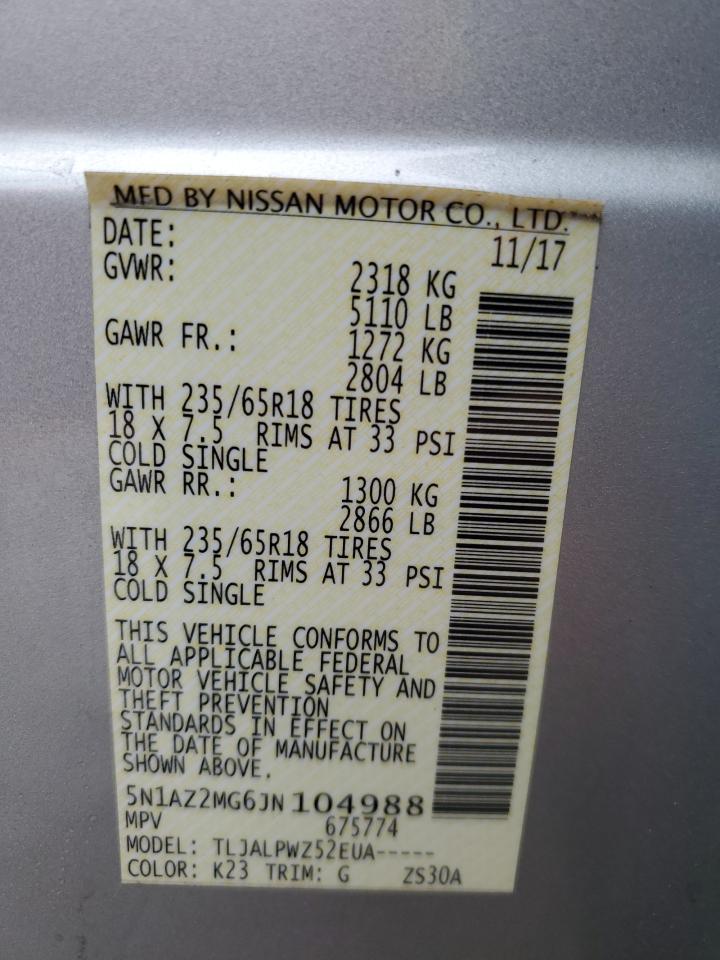 MFD BY NISSAN MOTOR CO., LTD.
DATE: 11/17
GVWR: 2318 KG
5110 LB
GAWR FR.: 1272 KG
2804 LB
WITH 235/65R18 TIRES
18 X 7.5 RIMS AT 33 PSI
COLD SINGLE
GAWR RR.: 1300 KG
2866 LB
WITH 235/65R18 TIRES
18 X 7.5 RIMS AT 33 PSI
COLD SINGLE
THIS VEHICLE CONFORMS TO
ALL APPLICABLE FEDERAL
MOTOR VEHICLE SAFETY AND
THEFT PREVENTION
STANDARDS IN EFFECT ON
THE DATE OF MANUFACTURE
SHOWN ABOVE.
5N1AZ2MG6JN104988
MPV 675774
MODEL: TLJALPWZ52EUA-----
COLOR: K23 TRIM: G ZS30A